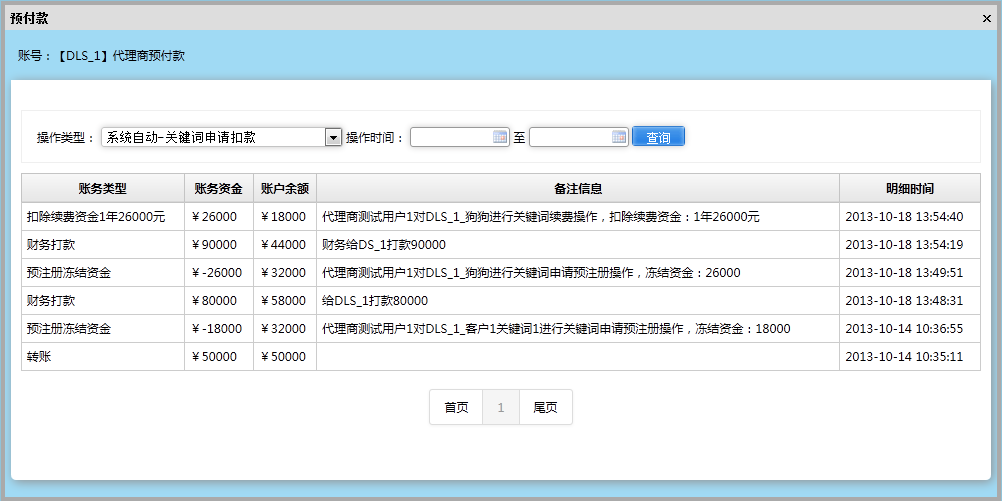 预付款
账号：【DLS_1】代理商预付款
操作类型： 系统自动-关键词申请扣款 操作时间： 至 查询
账务类型 账务资金 账户余额 备注信息 明细时间
扣除续费资金1年26000元 ￥26000 ￥18000 代理商测试用户1对DLS_1_狗狗进行关键词续费操作，扣除续费资金：1年26000元 2013-10-18 13:54:40
财务打款 ￥90000 ￥44000 财务给DS_1打款90000 2013-10-18 13:54:19
预注册冻结资金 ￥-26000 ￥32000 代理商测试用户1对DLS_1_狗狗进行关键词申请预注册操作，冻结资金：26000 2013-10-18 13:49:51
财务打款 ￥80000 ￥58000 给DLS_1打款80000 2013-10-18 13:48:31
预注册冻结资金 ￥-18000 ￥32000 代理商测试用户1对DLS_1_客户1关键词1进行关键词申请预注册操作，冻结资金：18000 2013-10-14 10:36:55
转账 ￥50000 ￥50000 2013-10-14 10:35:11
首页 1 尾页